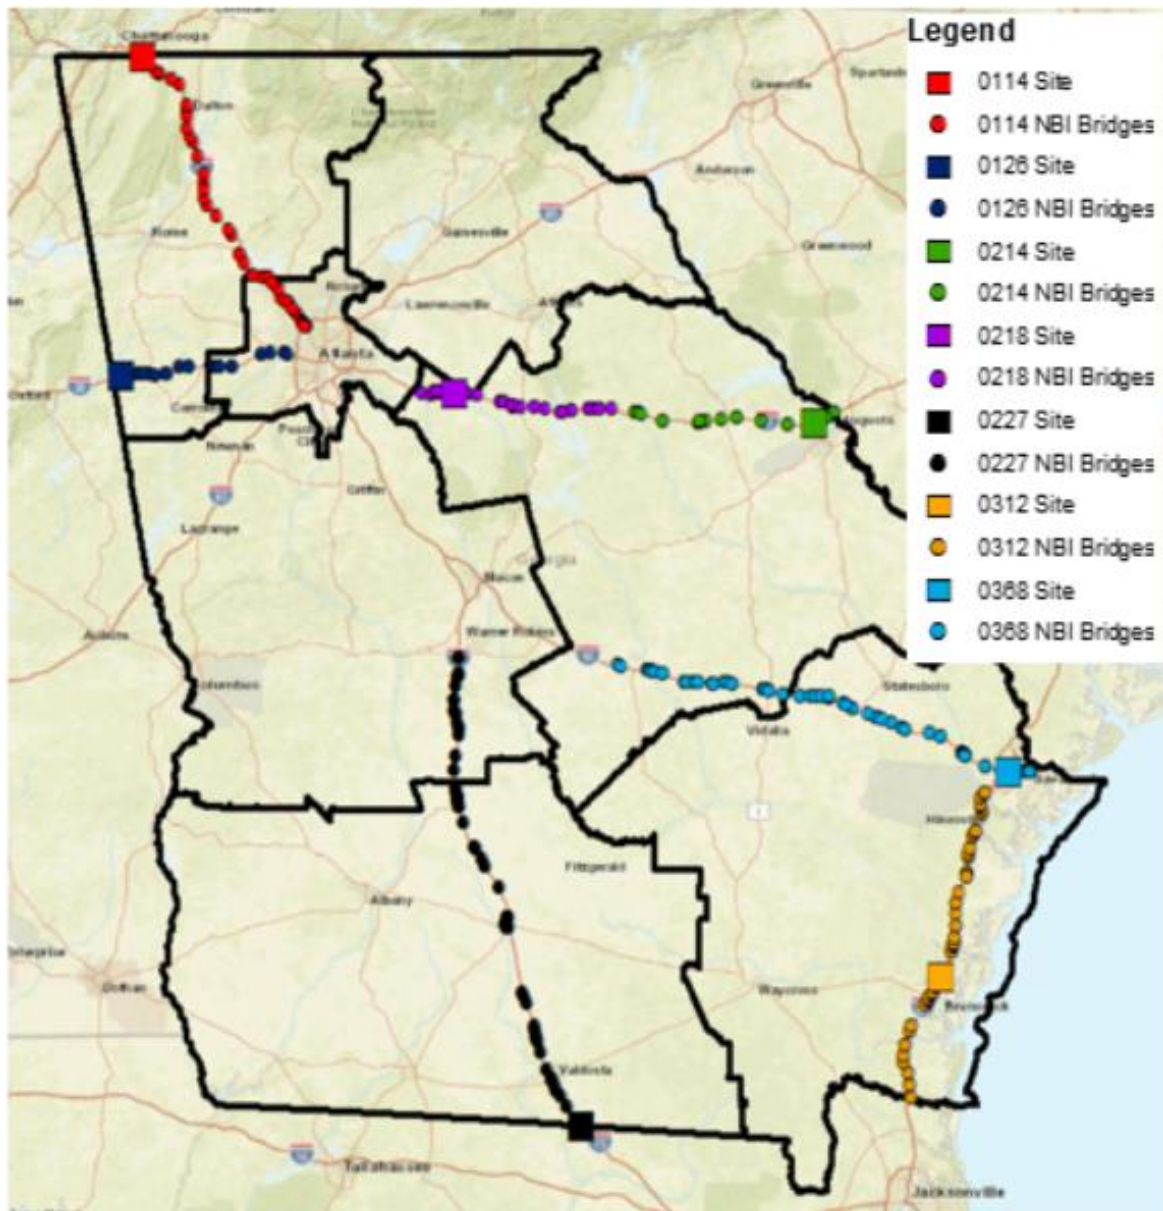 Chattanooga
Legend
0114 Site
0114 NBI Bridges
0126 Site
0126 NBI Bridges
0214 Site
0214 NBI Bridges
0218 Site
0218 NBI Bridges
0227 Site
0227 NBI Bridges
0312 Site
0312 NBI Bridges
0368 Site
0368 NBI Bridges
Greenville
Dalton
Anderson
Rome
Gainesville
Greenwood
Lawrenceville
Atlanta
Newnan
Griffin
Lagrange
Georgia
Macon
Warner Robins
Auburn
Columbus
Statesboro
Vidalia
Fitzgerald
Albany
Enterprise
Dothan
Waycross
Brunswick
Valdosta
Tallahassee
Jacksonville